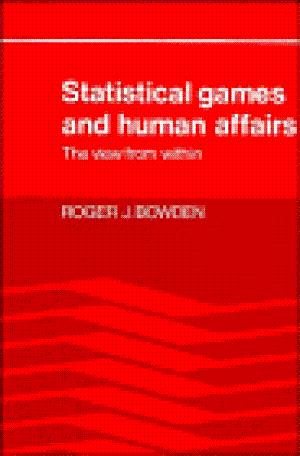 Statistical games
and human affairs
The view from within
ROGER J. BOWDEN